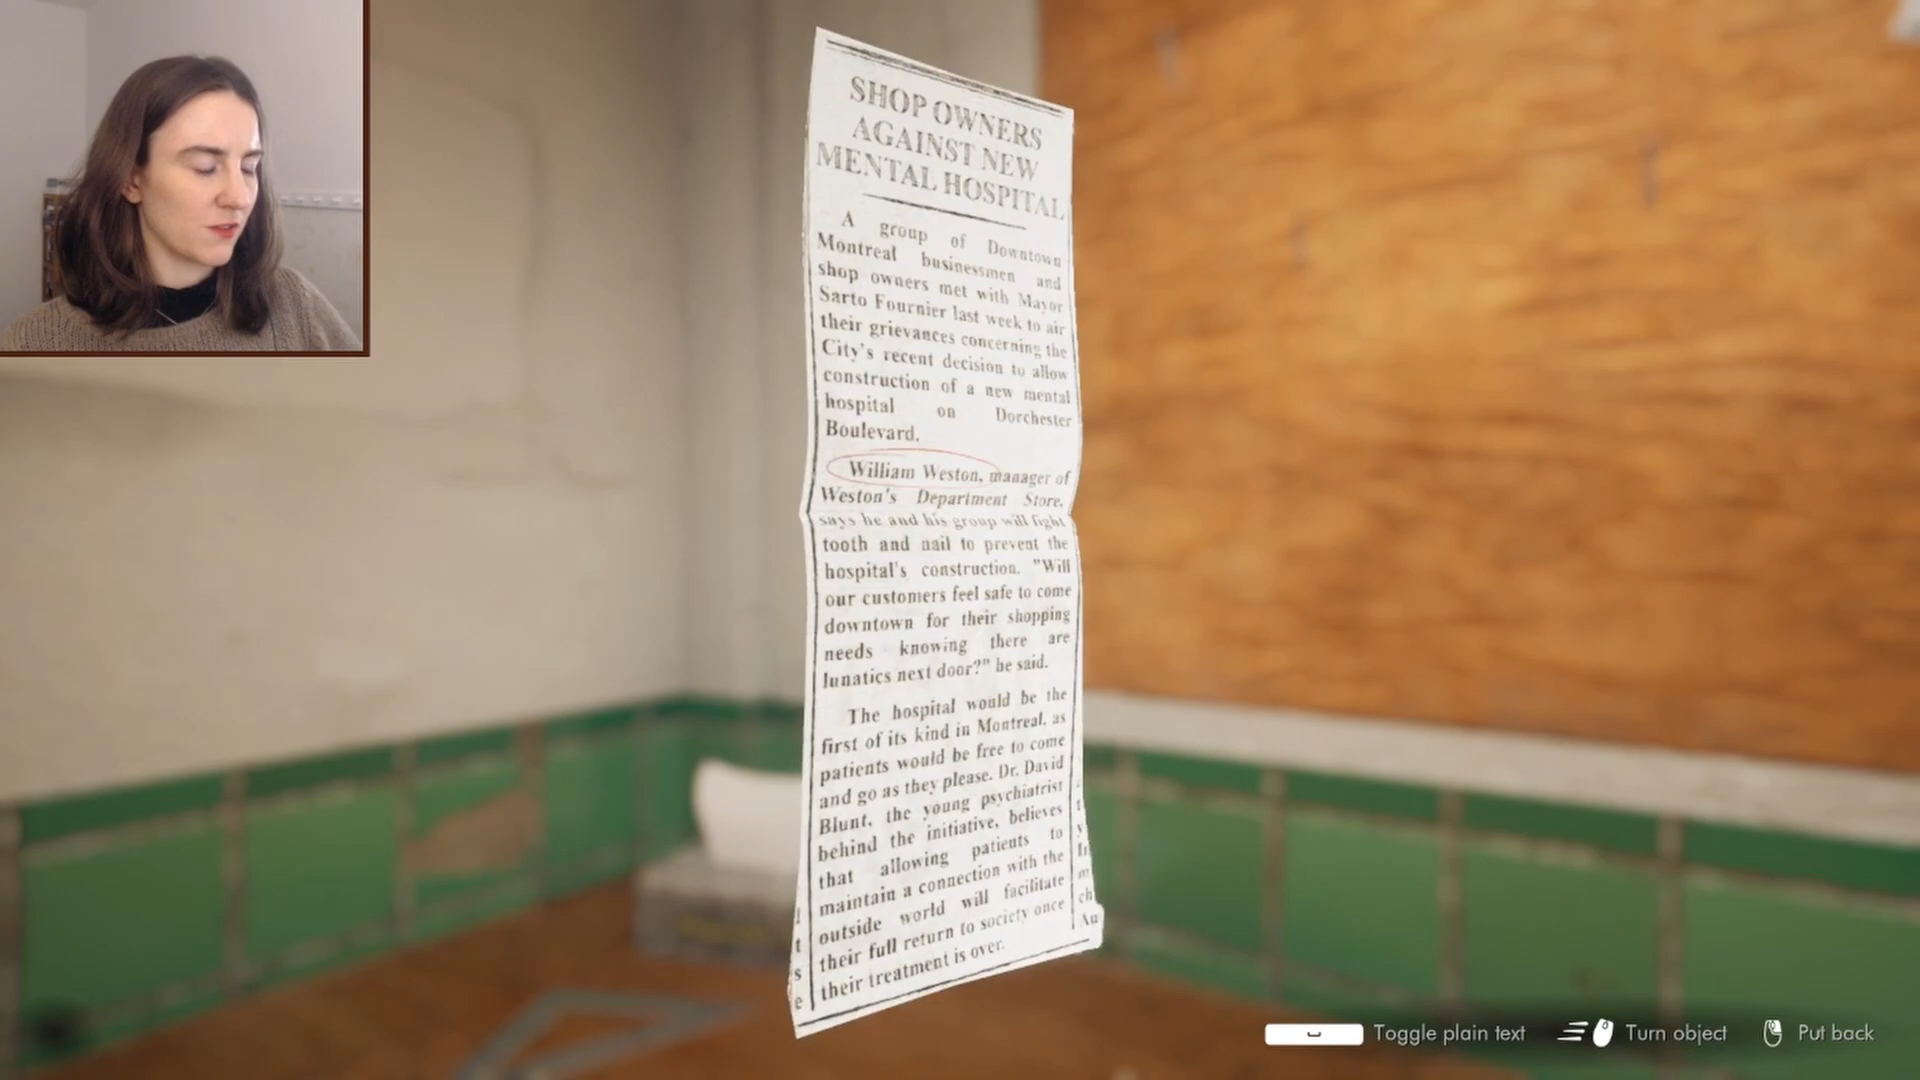 SHOP OWNERS
AGAINST NEW
MENTAL HOSPITAL
A group of Downtown
Montreal businessmen and
shop owners met with Mayor
Sarto Fournier last week to air
their grievances concerning the
City's recent decision to allow
construction of a new mental
hospital on Dorchester
Boulevard.
William Weston, manager of
Weston's Department Store,
says he and his group will fight
tooth and nail to prevent the
hospital's construction. "Will
our customers feel safe to come
downtown for their shopping
needs knowing there are
lunatics next door?" he said.
The hospital would be the
first of its kind in Montreal, as
patients would be free to come
and go as they please. Dr. David
Blunt, the young psychiatrist
behind the initiative, believes
that allowing patients to
maintain a connection with the
outside world will facilitate
their full return to society once
their treatment is over.
Toggle plain text
Turn object
Put back